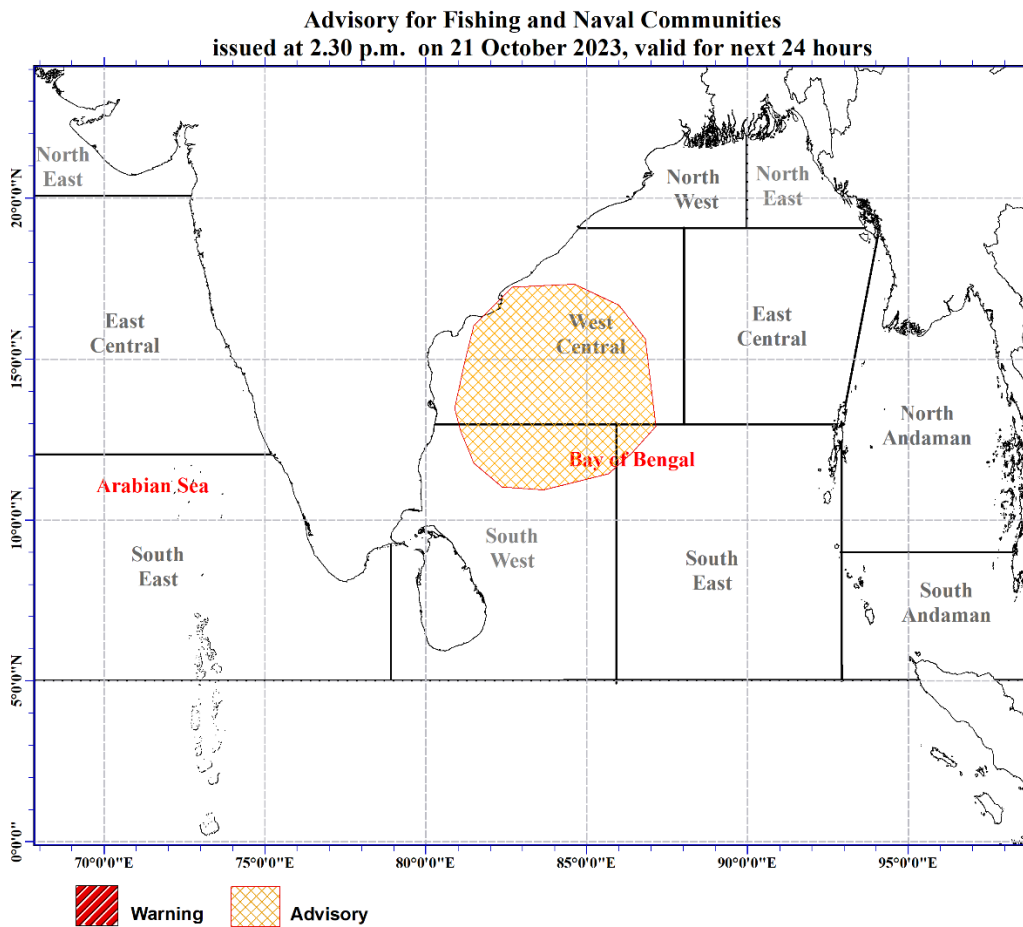 Advisory for Fishing and Naval Communities
issued at 2.30 p.m. on 21 October 2023, valid for next 24 hours
North
East
North
West
North
East
East
Central
West
Central
East
Central
North
Andaman
Arabian Sea
Bay of Bengal
South
East
South
West
South
East
South
Andaman
20°0'0"N
15°0'0"N
10°0'0"N
5°0'0"N
0°0'0"
70°0'0"E
75°0'0"E
80°0'0"E
85°0'0"E
90°0'0"E
95°0'0"E
Warning
Advisory